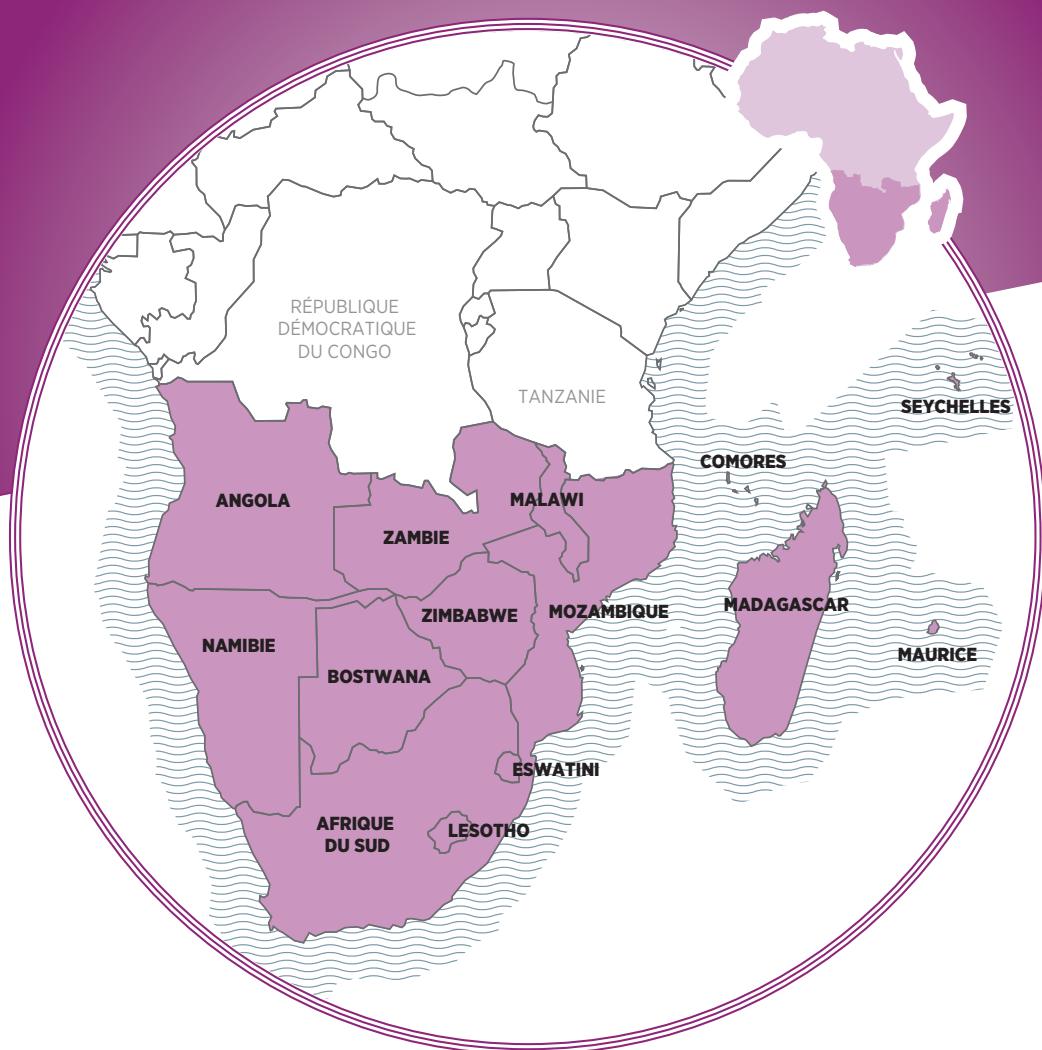 RÉPUBLIQUE
DÉMOCRATIQUE
DU CONGO
TANZANIE
SEYCHELLES
COMORES
ANGOLA
MALAWI
ZAMBIE
MADAGASCAR
ZIMBABWE
MOZAMBIQUE
NAMIBIE
MAURICE
BOSTWANA
ESWATINI
AFRIQUE
DU SUD
LESOTHO